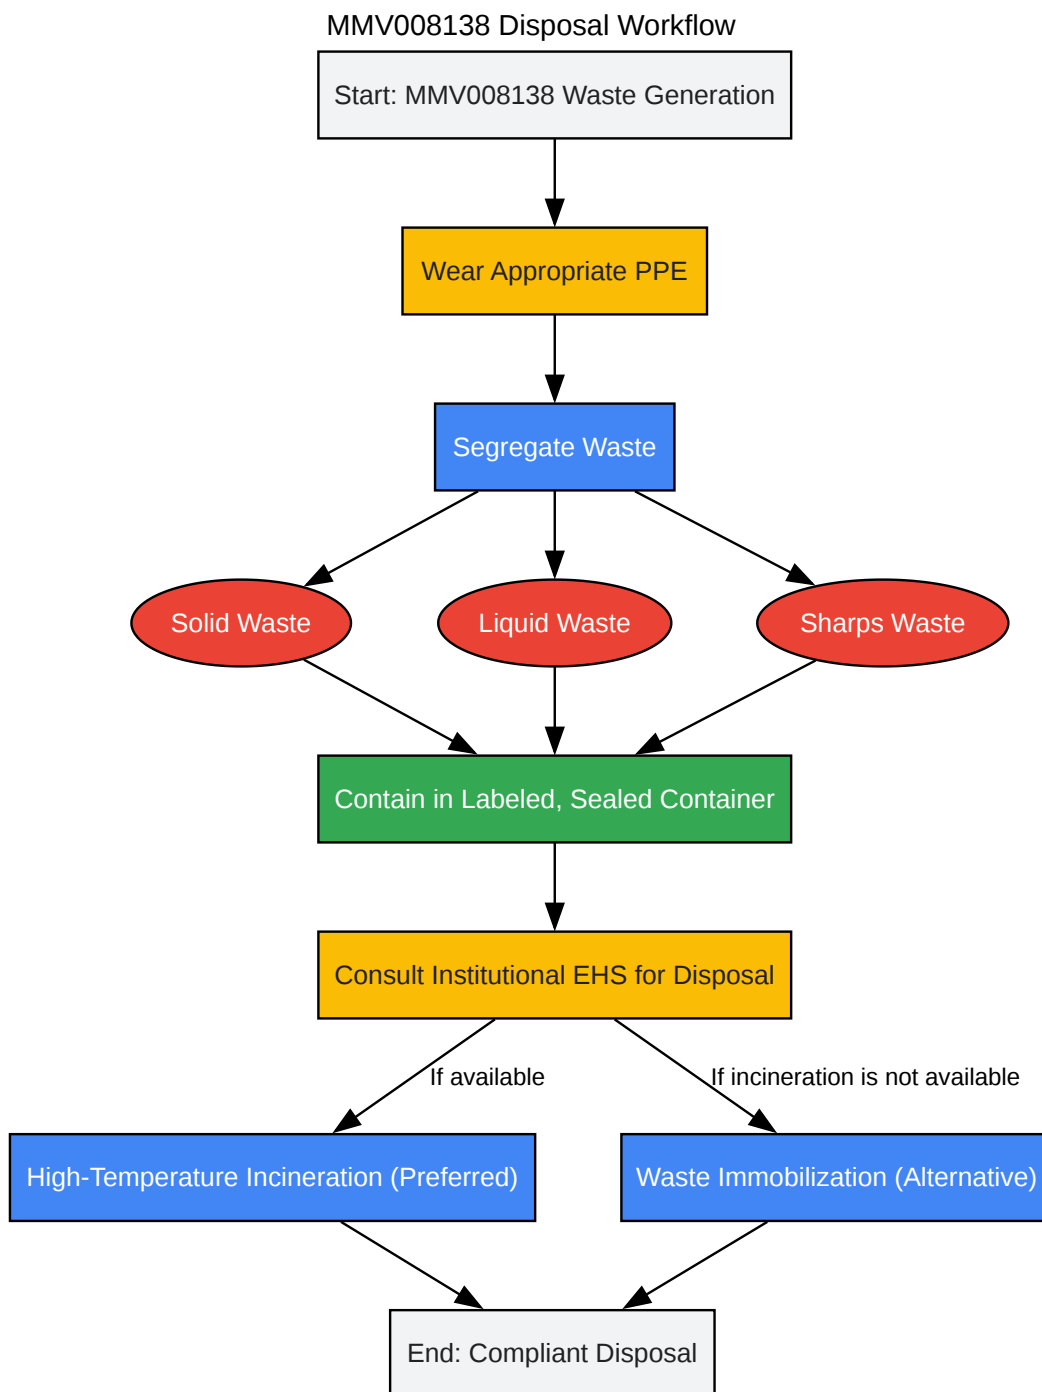 MMV008138 Disposal Workflow
Start: MMV008138 Waste Generation
Wear Appropriate PPE
Segregate Waste
Solid Waste
Liquid Waste
Sharps Waste
Contain in Labeled, Sealed Container
Consult Institutional EHS for Disposal
If available
If incineration is not available
High-Temperature Incineration (Preferred)
Waste Immobilization (Alternative)
End: Compliant Disposal